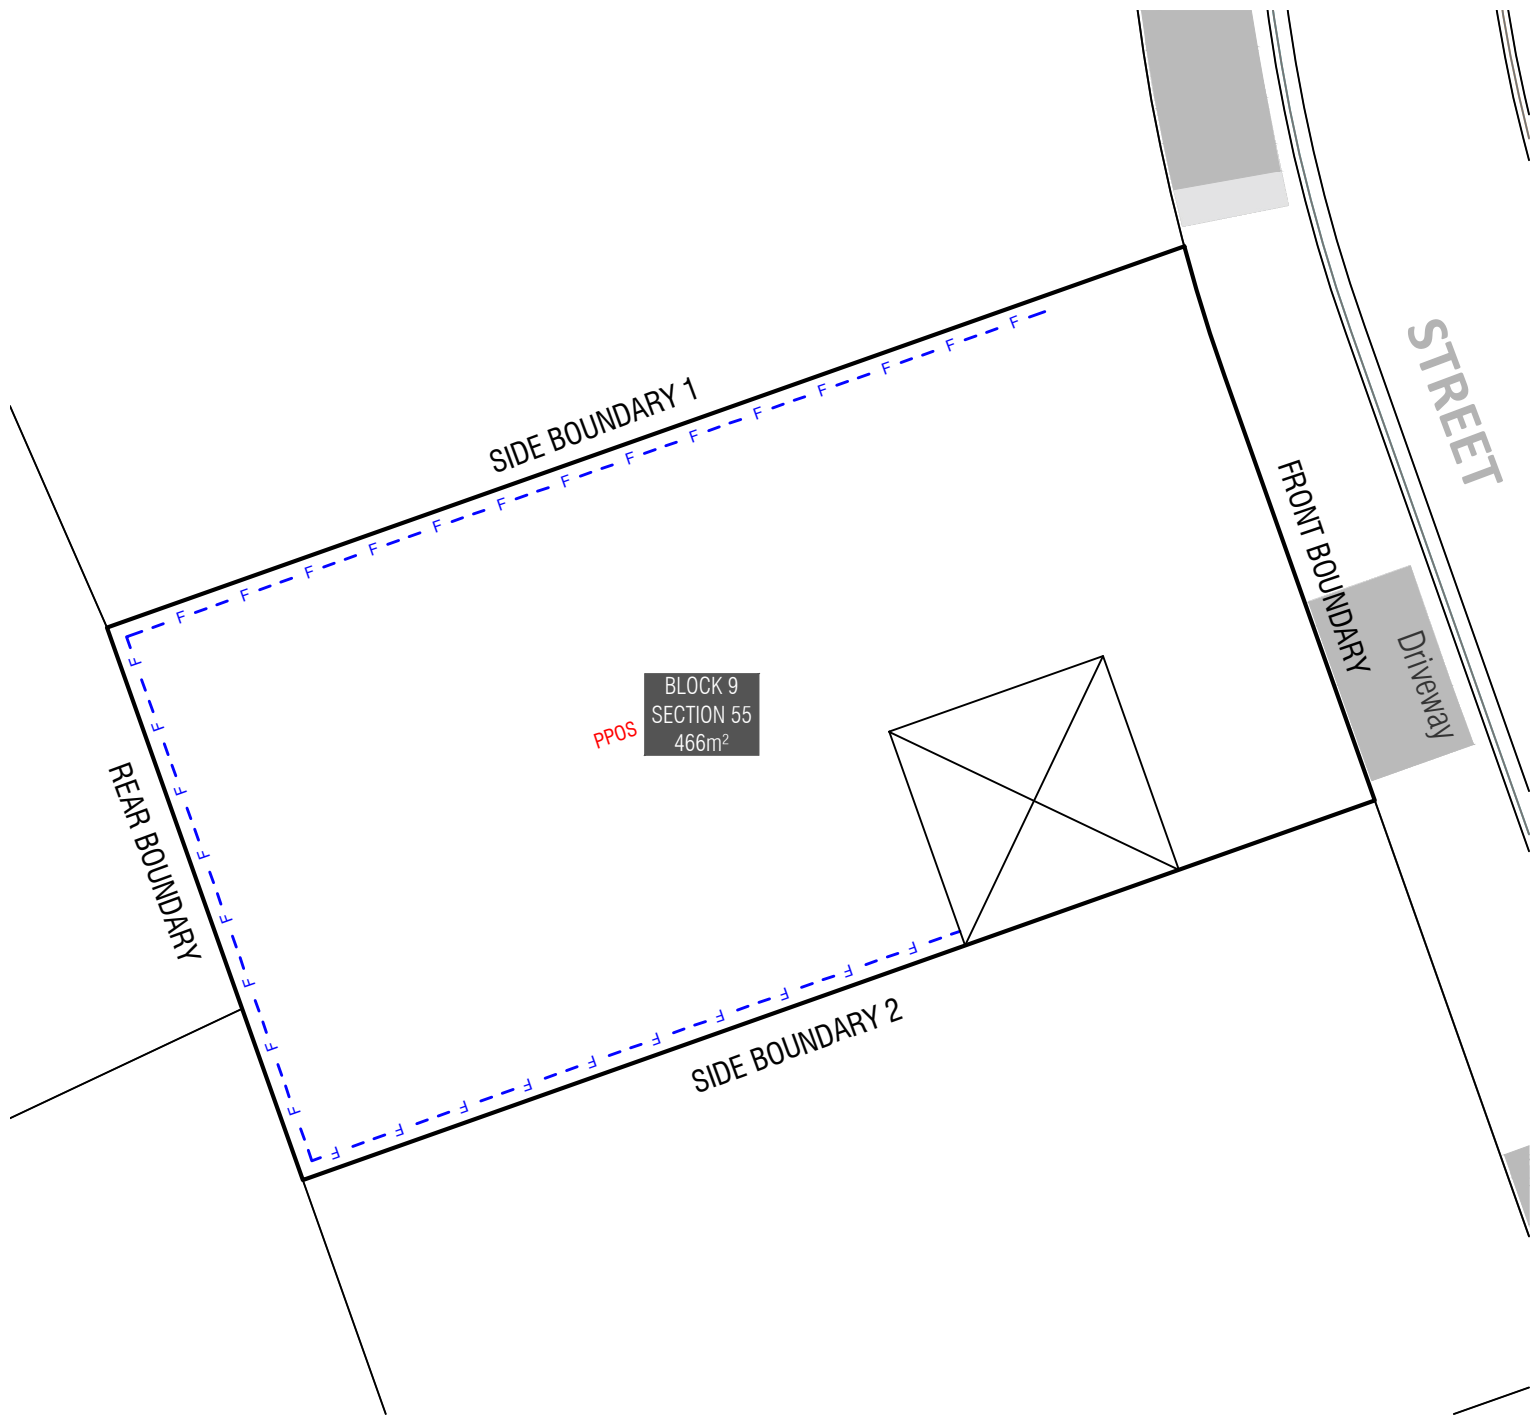 STREET
SIDE BOUNDARY 1
FRONT BOUNDARY
Driveway
BLOCK 9
SECTION 55
466m²
PPOS
REAR BOUNDARY
SIDE BOUNDARY 2
F F F F F F F F F F F F F F
F F F F F F F F
F F F F F F F F F F